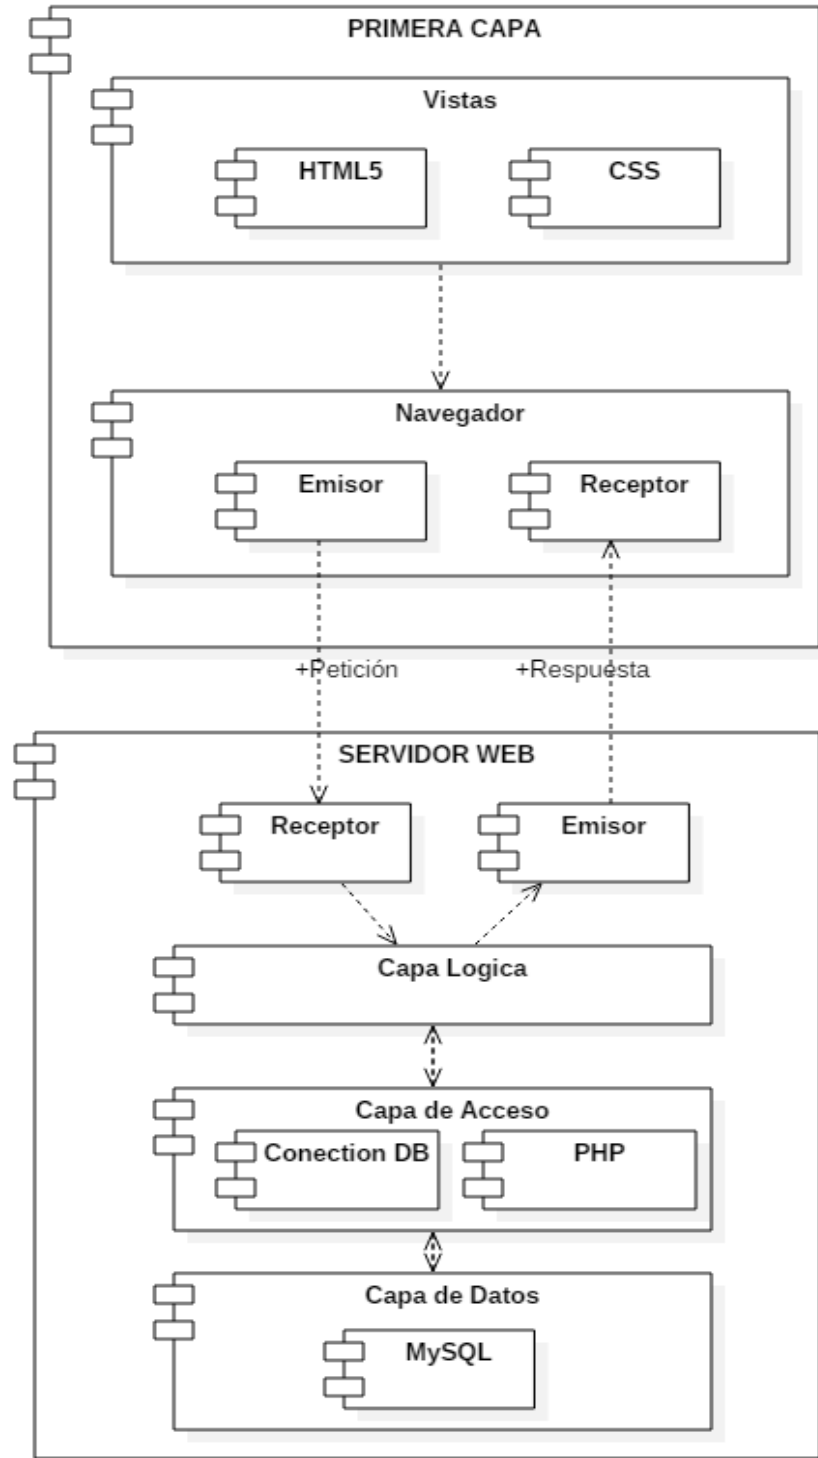 PRIMERA CAPA
Vistas
HTML5
CSS
Navegador
Emisor
Receptor
+Petición
+Respuesta
SERVIDOR WEB
Receptor
Emisor
Capa Logica
Capa de Acceso
Conection DB
PHP
Capa de Datos
MySQL